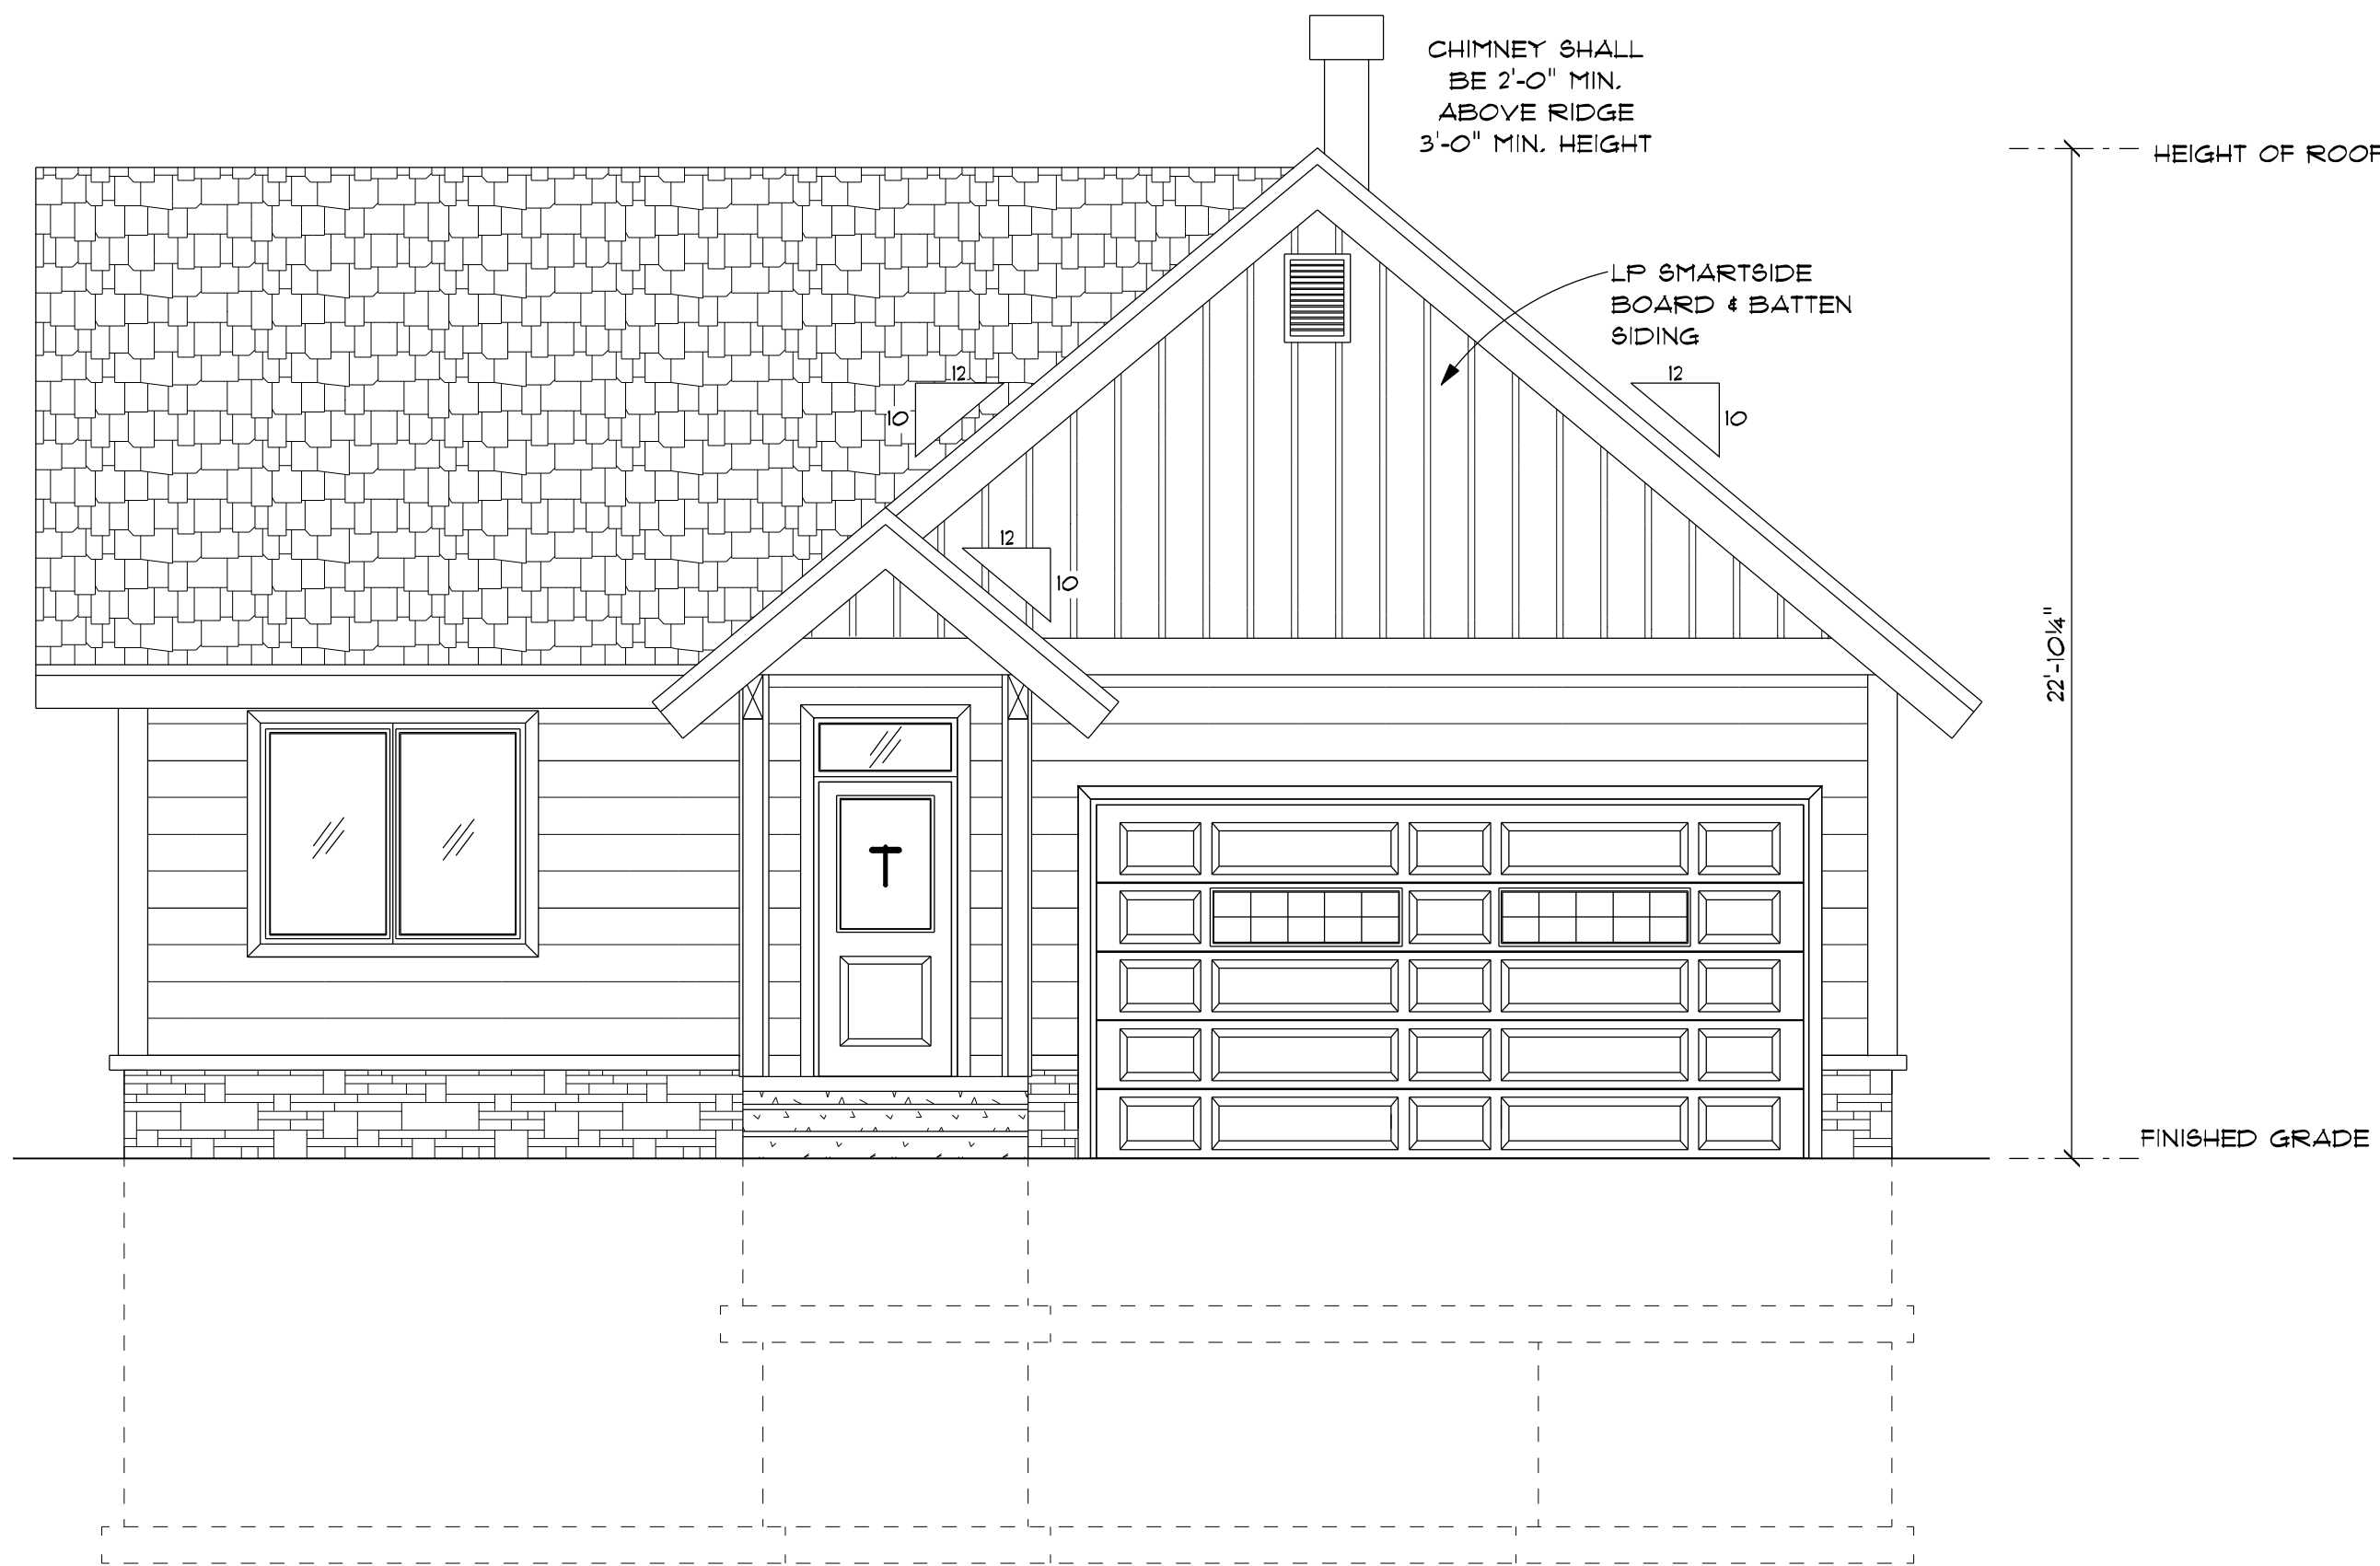 CHIMNEY SHALL
BE 2'-0" MIN.
ABOVE RIDGE
3'-0" MIN. HEIGHT
HEIGHT OF ROOF
LP SMARTSIDE
BOARD & BATTEN
SIDING
12
10
12
10
12
10
22'-10¼"
T
FINISHED GRADE